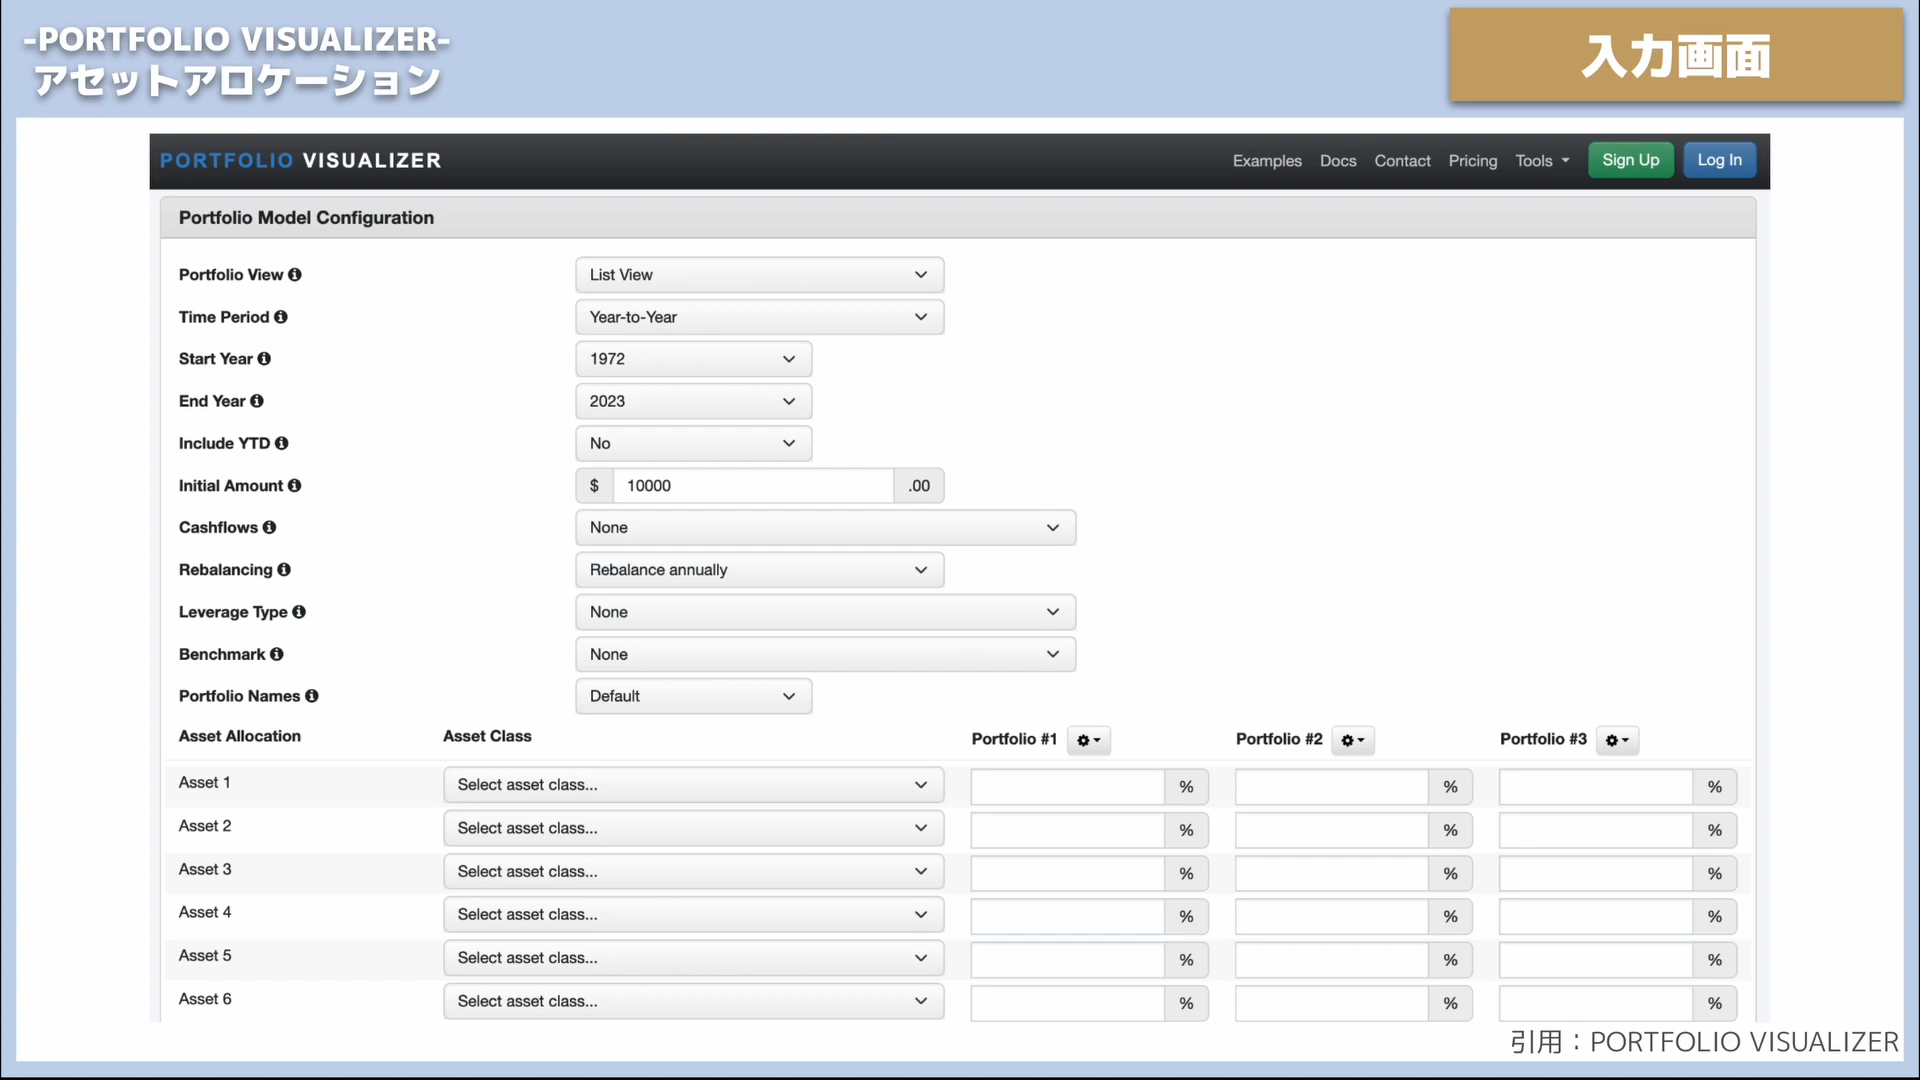 -PORTFOLIO VISUALIZER-
アセットアロケーション
入力画面
PORTFOLIO VISUALIZER
Examples Docs Contact Pricing Tools Sign Up Log In
Portfolio Model Configuration
Portfolio View List View
Time Period Year-to-Year
Start Year 1972
End Year 2023
Include YTD No
Initial Amount $ 10000 .00
Cashflows None
Rebalancing Rebalance annually
Leverage Type None
Benchmark None
Portfolio Names Default
Asset Allocation Asset Class Portfolio #1 Portfolio #2 Portfolio #3
Asset 1 Select asset class... % % %
Asset 2 Select asset class... % % %
Asset 3 Select asset class... % % %
Asset 4 Select asset class... % % %
Asset 5 Select asset class... % % %
Asset 6 Select asset class... % % %
引用：PORTFOLIO VISUALIZER